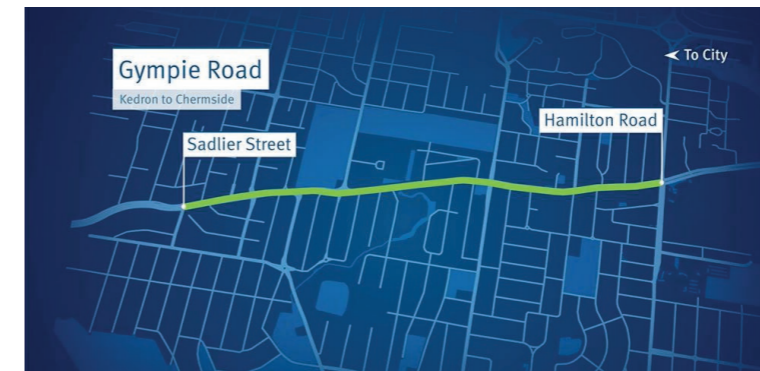 Gympie Road
Kedron to Chermside
To City
Hamilton Road
Sadlier Street